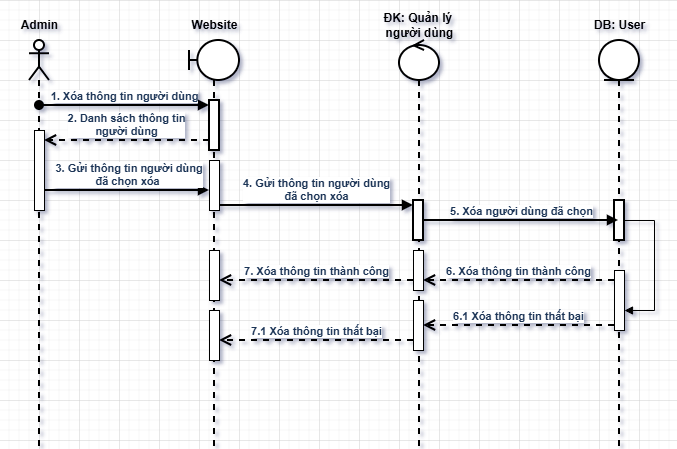 Admin
Website
ĐK: Quản lý
người dùng
DB: User
1. Xóa thông tin người dùng
2. Danh sách thông tin
người dùng
3. Gửi thông tin người dùng
đã chọn xóa
4. Gửi thông tin người dùng
đã chọn xóa
5. Xóa người dùng đã chọn
7. Xóa thông tin thành công
6. Xóa thông tin thành công
6.1 Xóa thông tin thất bại
7.1 Xóa thông tin thất bại